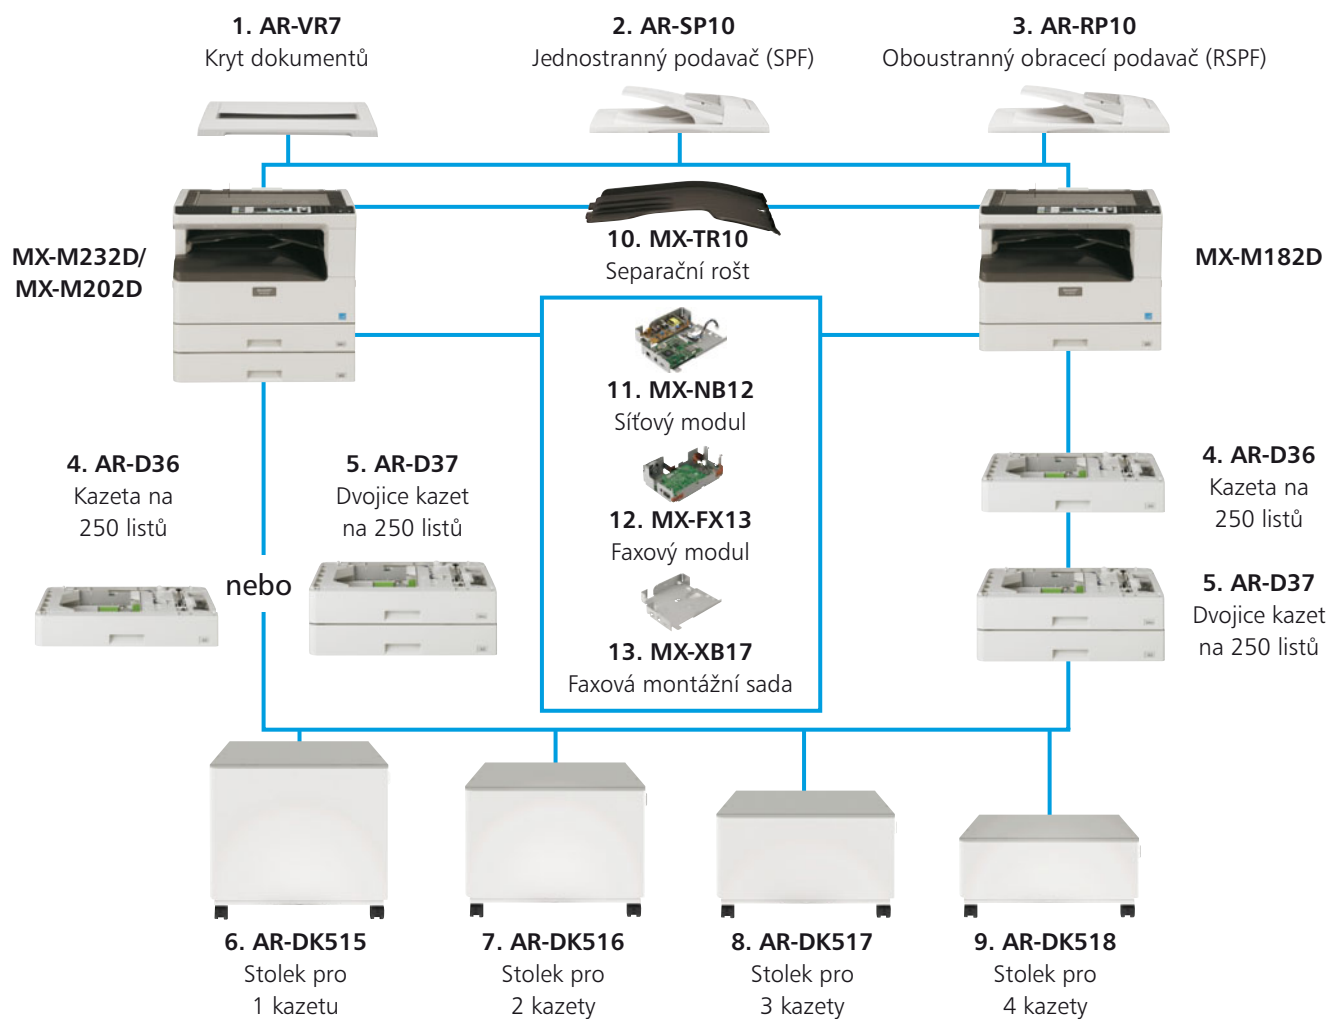 1. AR-VR7
Kryt dokumentů
2. AR-SP10
Jednostranný podavač (SPF)
3. AR-RP10
Oboustranný obracecí podavač (RSPF)
MX-M232D/
MX-M202D
10. MX-TR10
Separační rošt
MX-M182D
11. MX-NB12
Síťový modul
12. MX-FX13
Faxový modul
13. MX-XB17
Faxová montážní sada
4. AR-D36
Kazeta na
250 listů
nebo
5. AR-D37
Dvojice kazet
na 250 listů
4. AR-D36
Kazeta na
250 listů
5. AR-D37
Dvojice kazet
na 250 listů
6. AR-DK515
Stolek pro
1 kazetu
7. AR-DK516
Stolek pro
2 kazety
8. AR-DK517
Stolek pro
3 kazety
9. AR-DK518
Stolek pro
4 kazety